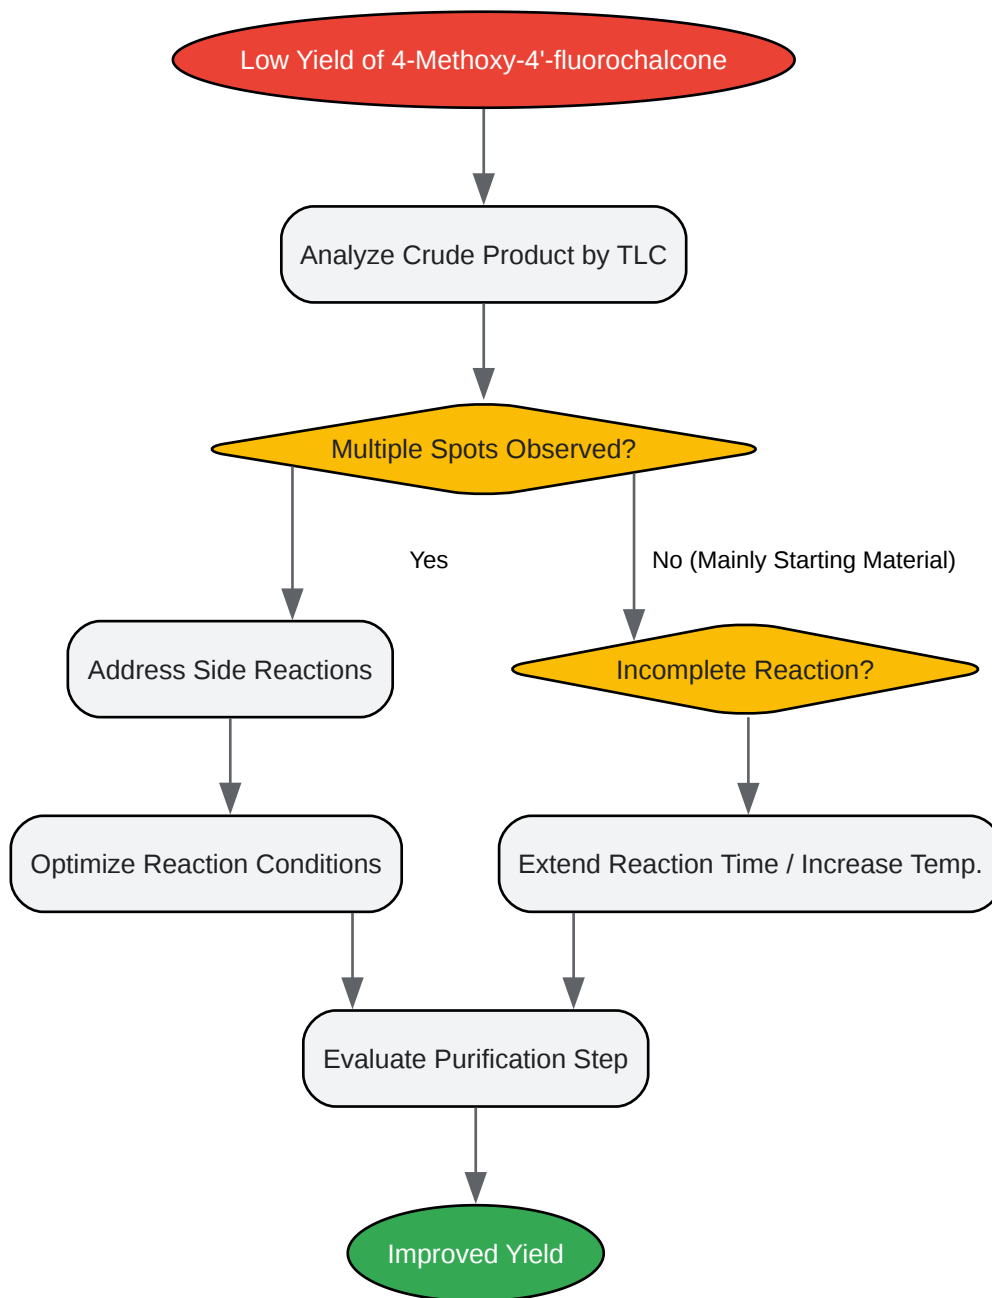 Low Yield of 4-Methoxy-4'-fluorochalcone
Analyze Crude Product by TLC
Multiple Spots Observed?
Yes
No (Mainly Starting Material)
Address Side Reactions
Incomplete Reaction?
Optimize Reaction Conditions
Extend Reaction Time / Increase Temp.
Evaluate Purification Step
Improved Yield